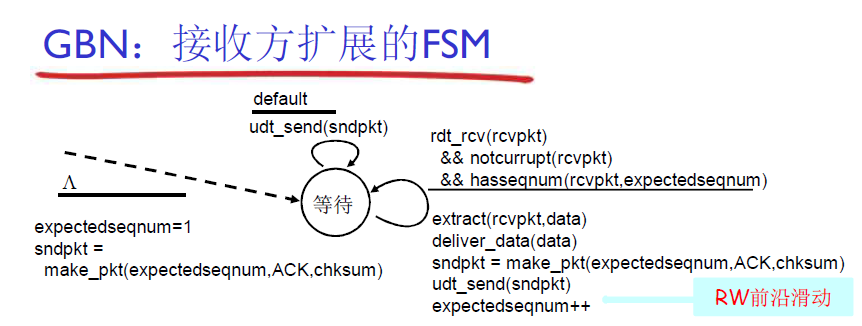 GBN：接收方扩展的FSM
default
udt_send(sndpkt)
Λ
expectedseqnum=1
sndpkt =
make_pkt(expectedseqnum,ACK,chksum)
等待
rdt_rcv(rcvpkt)
&& notcurrupt(rcvpkt)
&& hasseqnum(rcvpkt,expectedseqnum)
extract(rcvpkt,data)
deliver_data(data)
sndpkt = make_pkt(expectedseqnum,ACK,chksum)
udt_send(sndpkt)
expectedseqnum++
RW前沿滑动